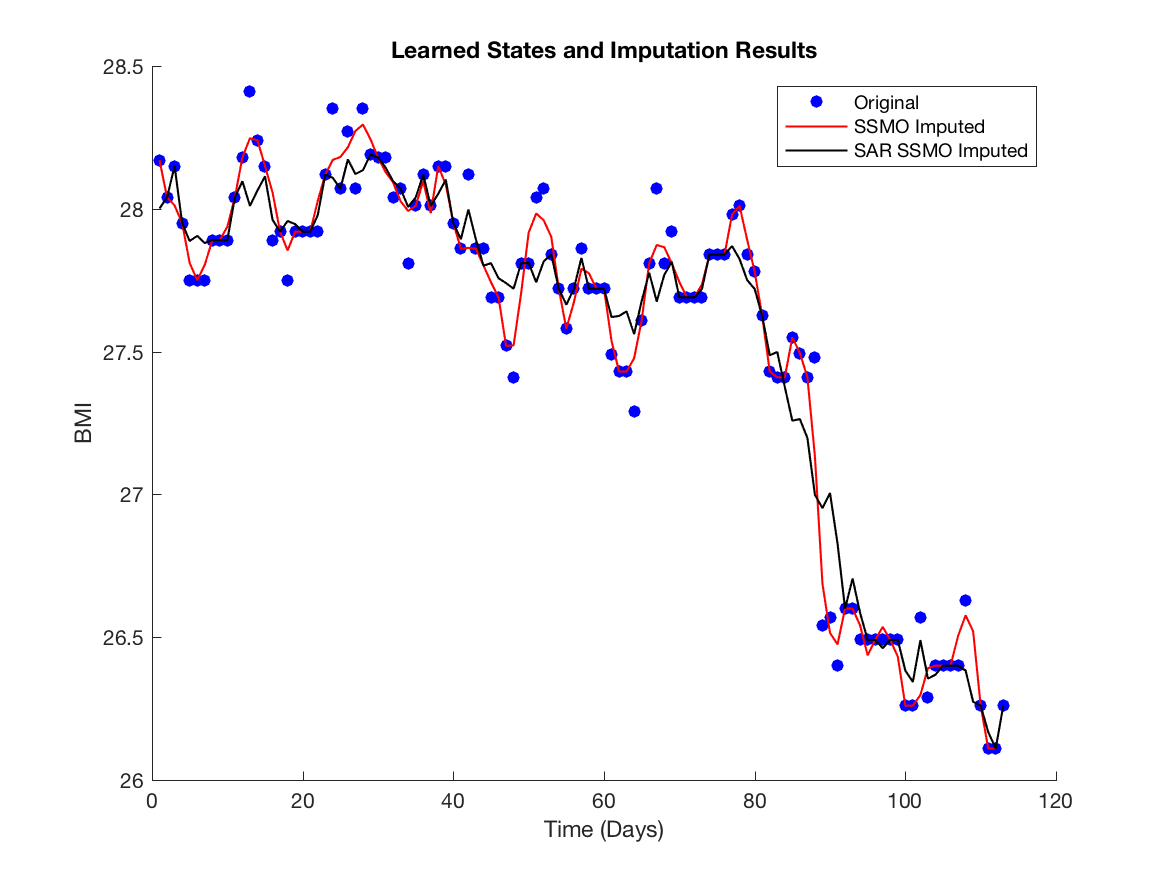 Learned States and Imputation Results
28.5
28
27.5
27
26.5
26
BMI
0
20
40
60
80
100
120
Time (Days)
Original
SSMO Imputed
SAR SSMO Imputed